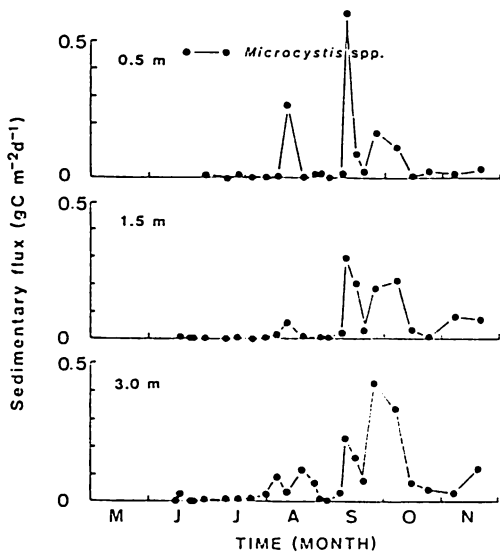 0.5
0.5 m
Microcystis spp.
0
0.5
1.5 m
0
0.5
3.0 m
0
Sedimentary flux (gC m⁻²d⁻¹)
M J J A S O N
TIME (MONTH)